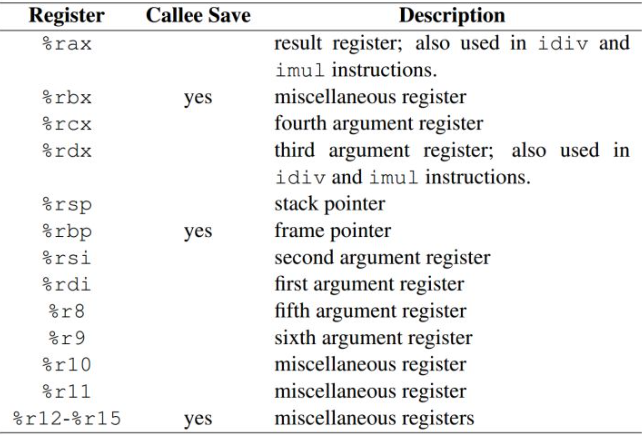 Register Callee Save Description
%rax result register; also used in idiv and
imul instructions.
%rbx yes miscellaneous register
%rcx fourth argument register
%rdx third argument register; also used in
idiv and imul instructions.
%rsp stack pointer
%rbp yes frame pointer
%rsi second argument register
%rdi first argument register
%r8 fifth argument register
%r9 sixth argument register
%r10 miscellaneous register
%r11 miscellaneous register
%r12-%r15 yes miscellaneous registers